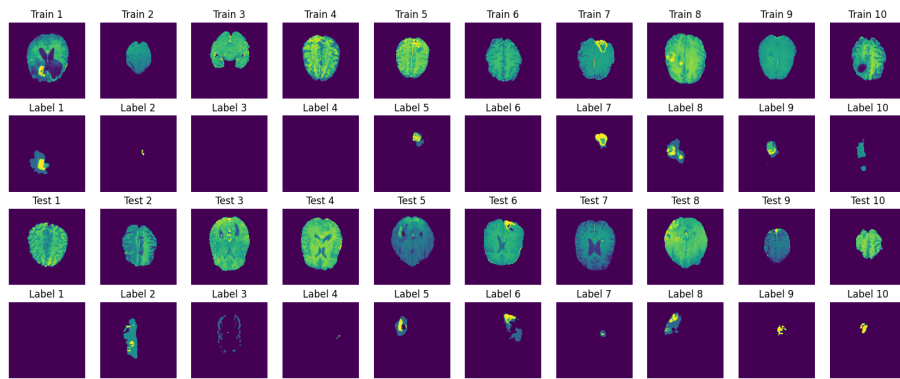 Train 1 Train 2 Train 3 Train 4 Train 5 Train 6 Train 7 Train 8 Train 9 Train 10
Label 1 Label 2 Label 3 Label 4 Label 5 Label 6 Label 7 Label 8 Label 9 Label 10
Test 1 Test 2 Test 3 Test 4 Test 5 Test 6 Test 7 Test 8 Test 9 Test 10
Label 1 Label 2 Label 3 Label 4 Label 5 Label 6 Label 7 Label 8 Label 9 Label 10